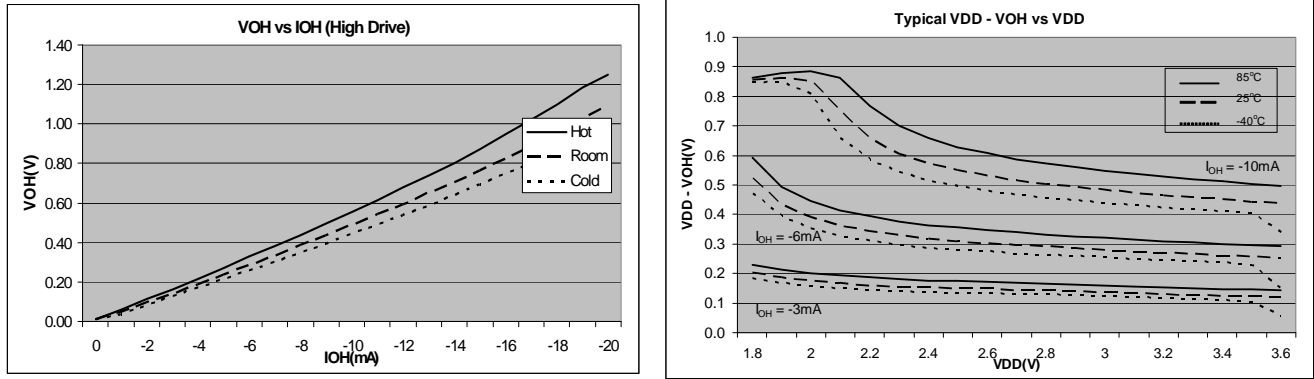 VOH vs IOH (High Drive)
1.40
1.20
1.00
0.80
0.60
0.40
0.20
0.00
VOH(V)
0 -2 -4 -6 -8 -10 -12 -14 -16 -18 -20
IOH(mA)
Hot
Room
Cold
Typical VDD - VOH vs VDD
1.0
0.9
0.8
0.7
0.6
0.5
0.4
0.3
0.2
0.1
0.0
VDD - VOH(V)
85°C
25°C
-40°C
IOH = -10mA
IOH = -6mA
IOH = -3mA
1.8 2 2.2 2.4 2.6 2.8 3 3.2 3.4 3.6
VDD(V)